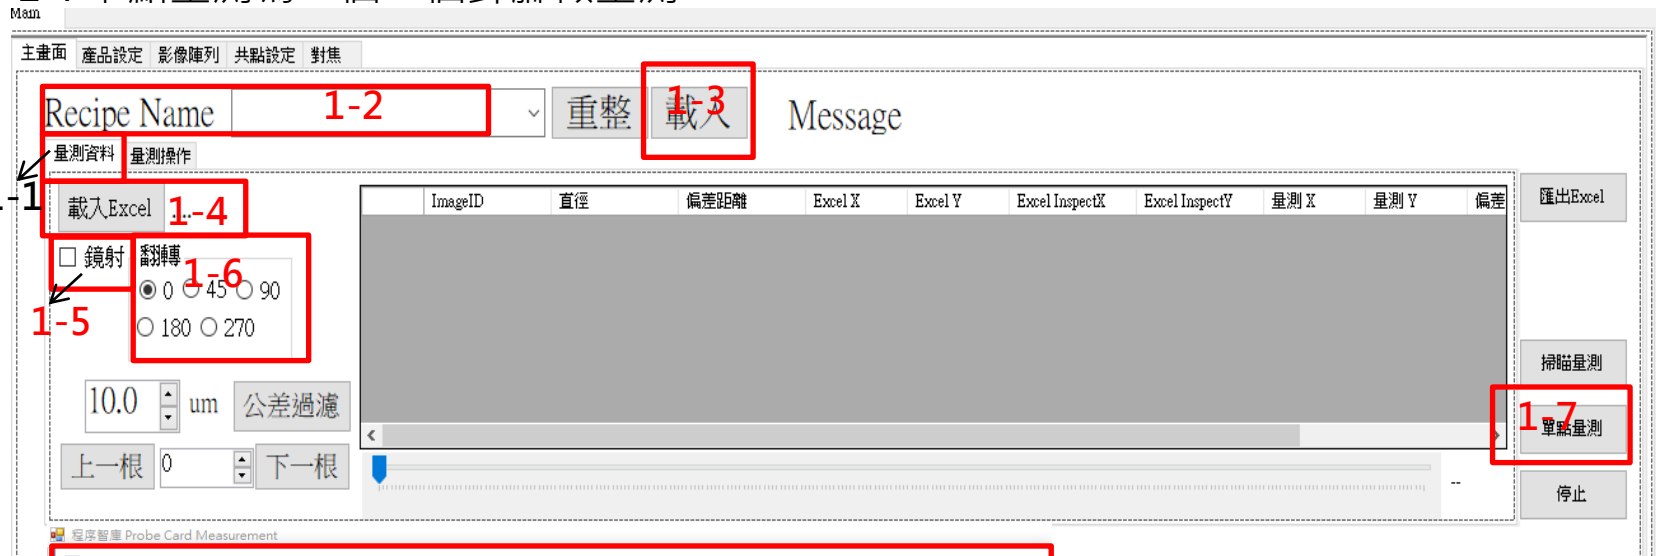 Main
主畫面 產品設定 影像陣列 共點設定 對焦
Recipe Name 1-2 重整 載入 1-3 Message
量測資料 量測操作
1-1
載入Excel .... 1-4
ImageID 直徑 偏差距離 Excel X Excel Y Excel InspectX Excel InspectY 量測 X 量測 Y 偏差
匯出Excel
鏡射 翻轉 1-6
0 45 90
1-5
180 270
掃瞄量測
10.0 um 公差過濾
1-7
單點量測
上一根 0 下一根
--
停止
程序智庫 Probe Card Measurement